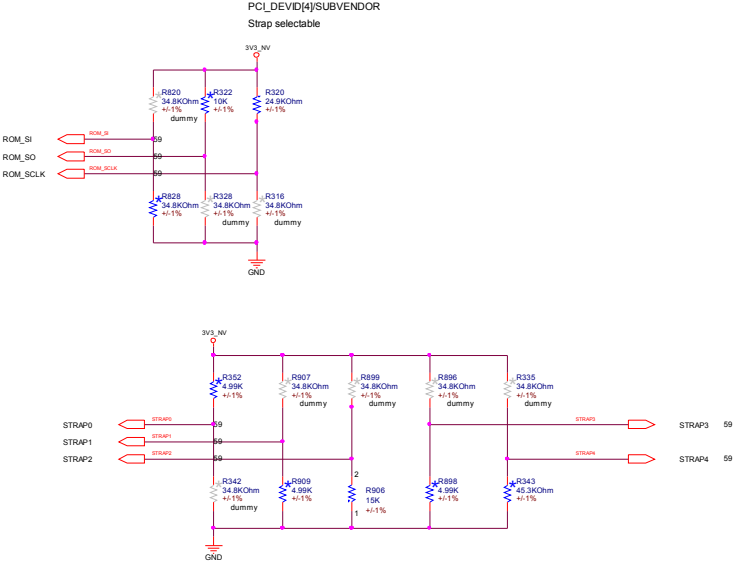 PCI_DEVID[4]/SUBVENDOR
Strap selectable
3V3_NV
R820
34.8KOhm
+/-1%
dummy
R322
10K
+/-1%
R320
24.9KOhm
+/-1%
ROM_SI
ROM_SI
59
ROM_SO
ROM_SO
59
ROM_SCLK
ROM_SCLK
59
R828
34.8KOhm
+/-1%
R328
34.8KOhm
+/-1%
dummy
R316
34.8KOhm
+/-1%
dummy
GND
3V3_NV
R352
4.99K
+/-1%
R907
34.8KOhm
+/-1%
dummy
R899
34.8KOhm
+/-1%
dummy
R896
34.8KOhm
+/-1%
dummy
R335
34.8KOhm
+/-1%
dummy
STRAP0
STRAP0
59
STRAP3
STRAP3
59
STRAP1
STRAP1
59
STRAP2
STRAP2
59
STRAP4
STRAP4
59
R342
34.8KOhm
+/-1%
dummy
R909
4.99K
+/-1%
2
R906
15K
+/-1%
1
R898
4.99K
+/-1%
R343
45.3KOhm
+/-1%
GND